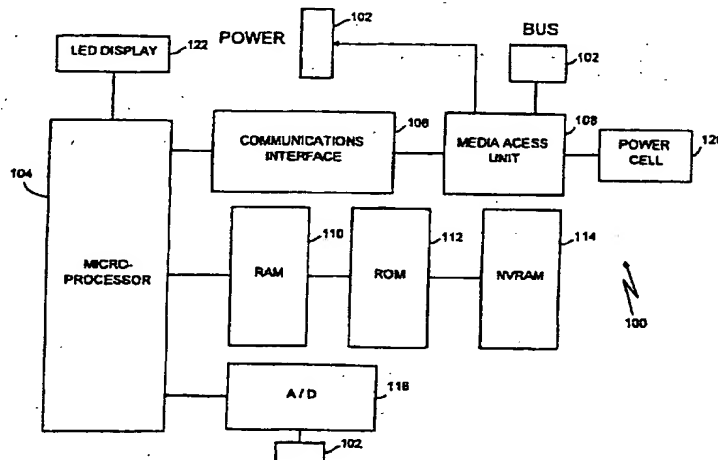 102
POWER
BUS
LED DISPLAY
122
102
106
108
COMMUNICATIONS
INTERFACE
MEDIA ACESS
UNIT
POWER
CELL
104
110
112
114
MICRO-
PROCESSOR
RAM
ROM
NVRAM
100
A / D
102